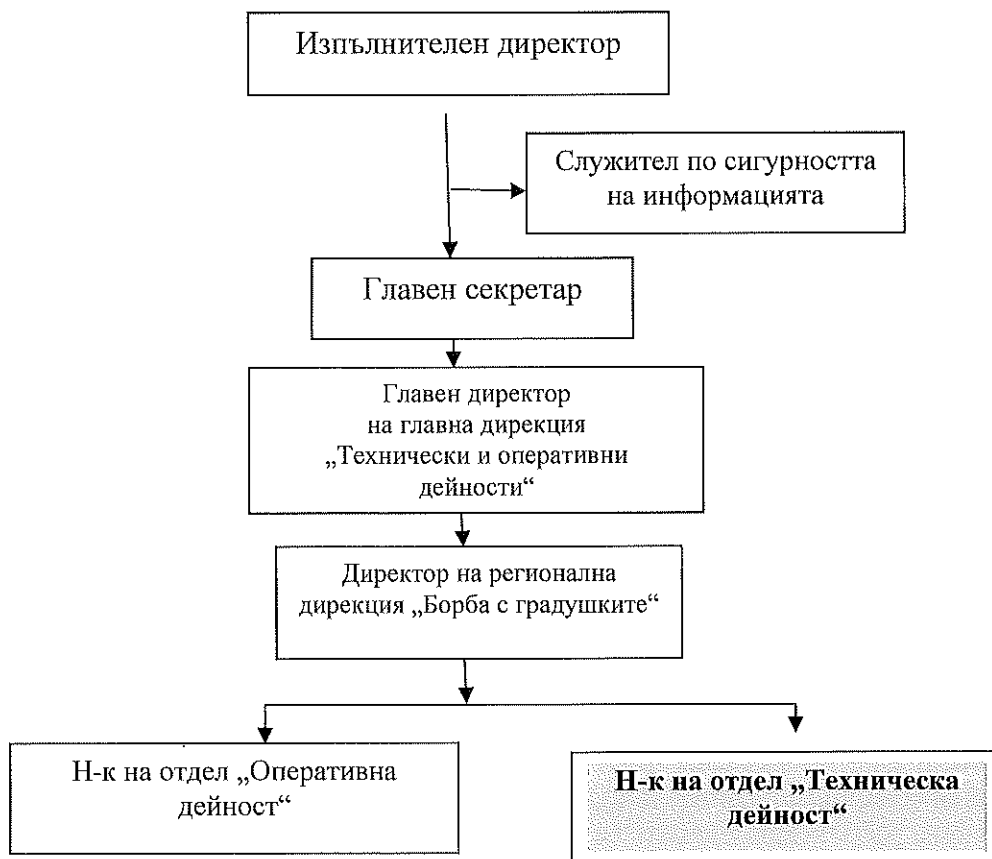 Изпълнителен директор
Служител по сигурността
на информацията
Главен секретар
Главен директор
на главна дирекция
„Технически и оперативни
дейности“
Директор на регионална
дирекция „Борба с градушките“
Н-к на отдел „Оперативна
дейност“
Н-к на отдел „Техническа
дейност“